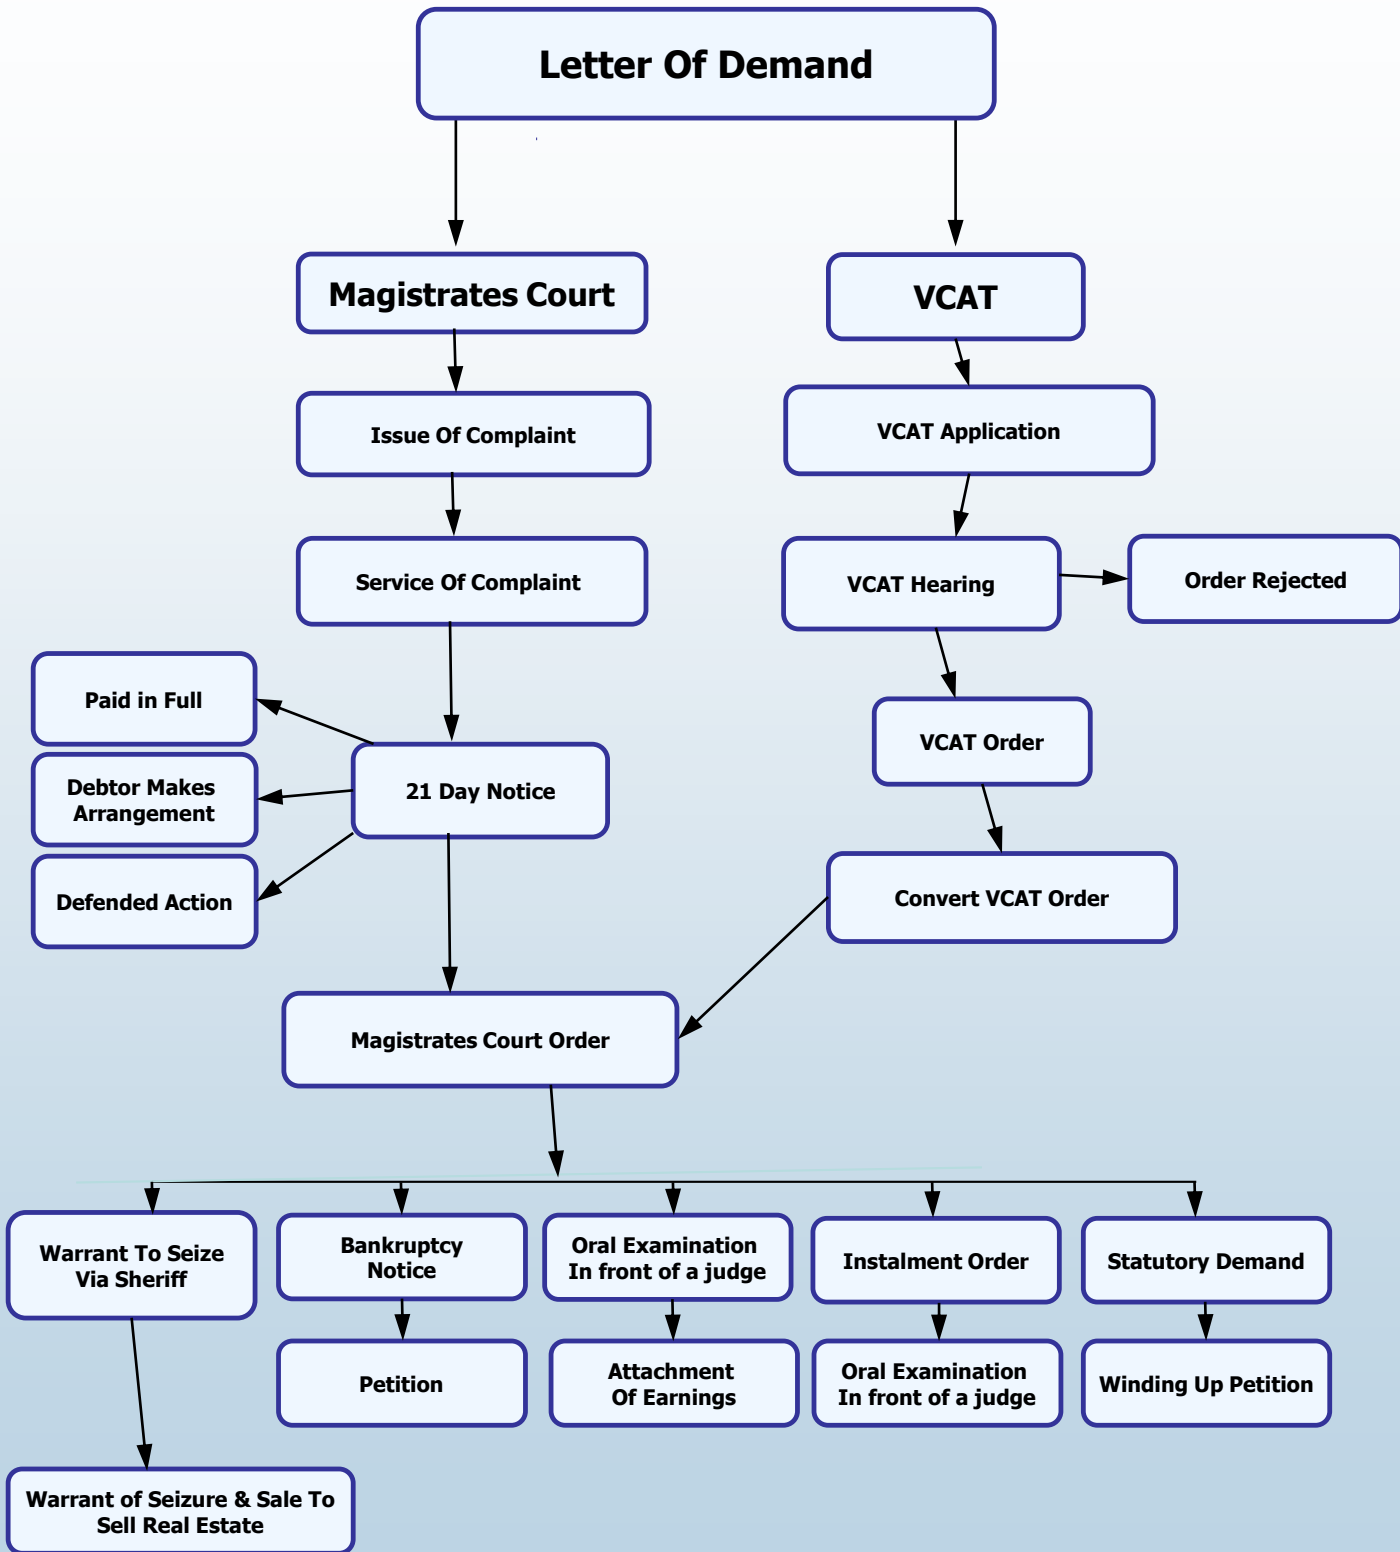 Letter Of Demand
Magistrates Court
VCAT
Issue Of Complaint
VCAT Application
Service Of Complaint
VCAT Hearing
Order Rejected
Paid in Full
Debtor Makes
Arrangement
Defended Action
21 Day Notice
VCAT Order
Convert VCAT Order
Magistrates Court Order
Warrant To Seize
Via Sheriff
Bankruptcy
Notice
Oral Examination
In front of a judge
Instalment Order
Statutory Demand
Petition
Attachment
Of Earnings
Oral Examination
In front of a judge
Winding Up Petition
Warrant of Seizure & Sale To
Sell Real Estate